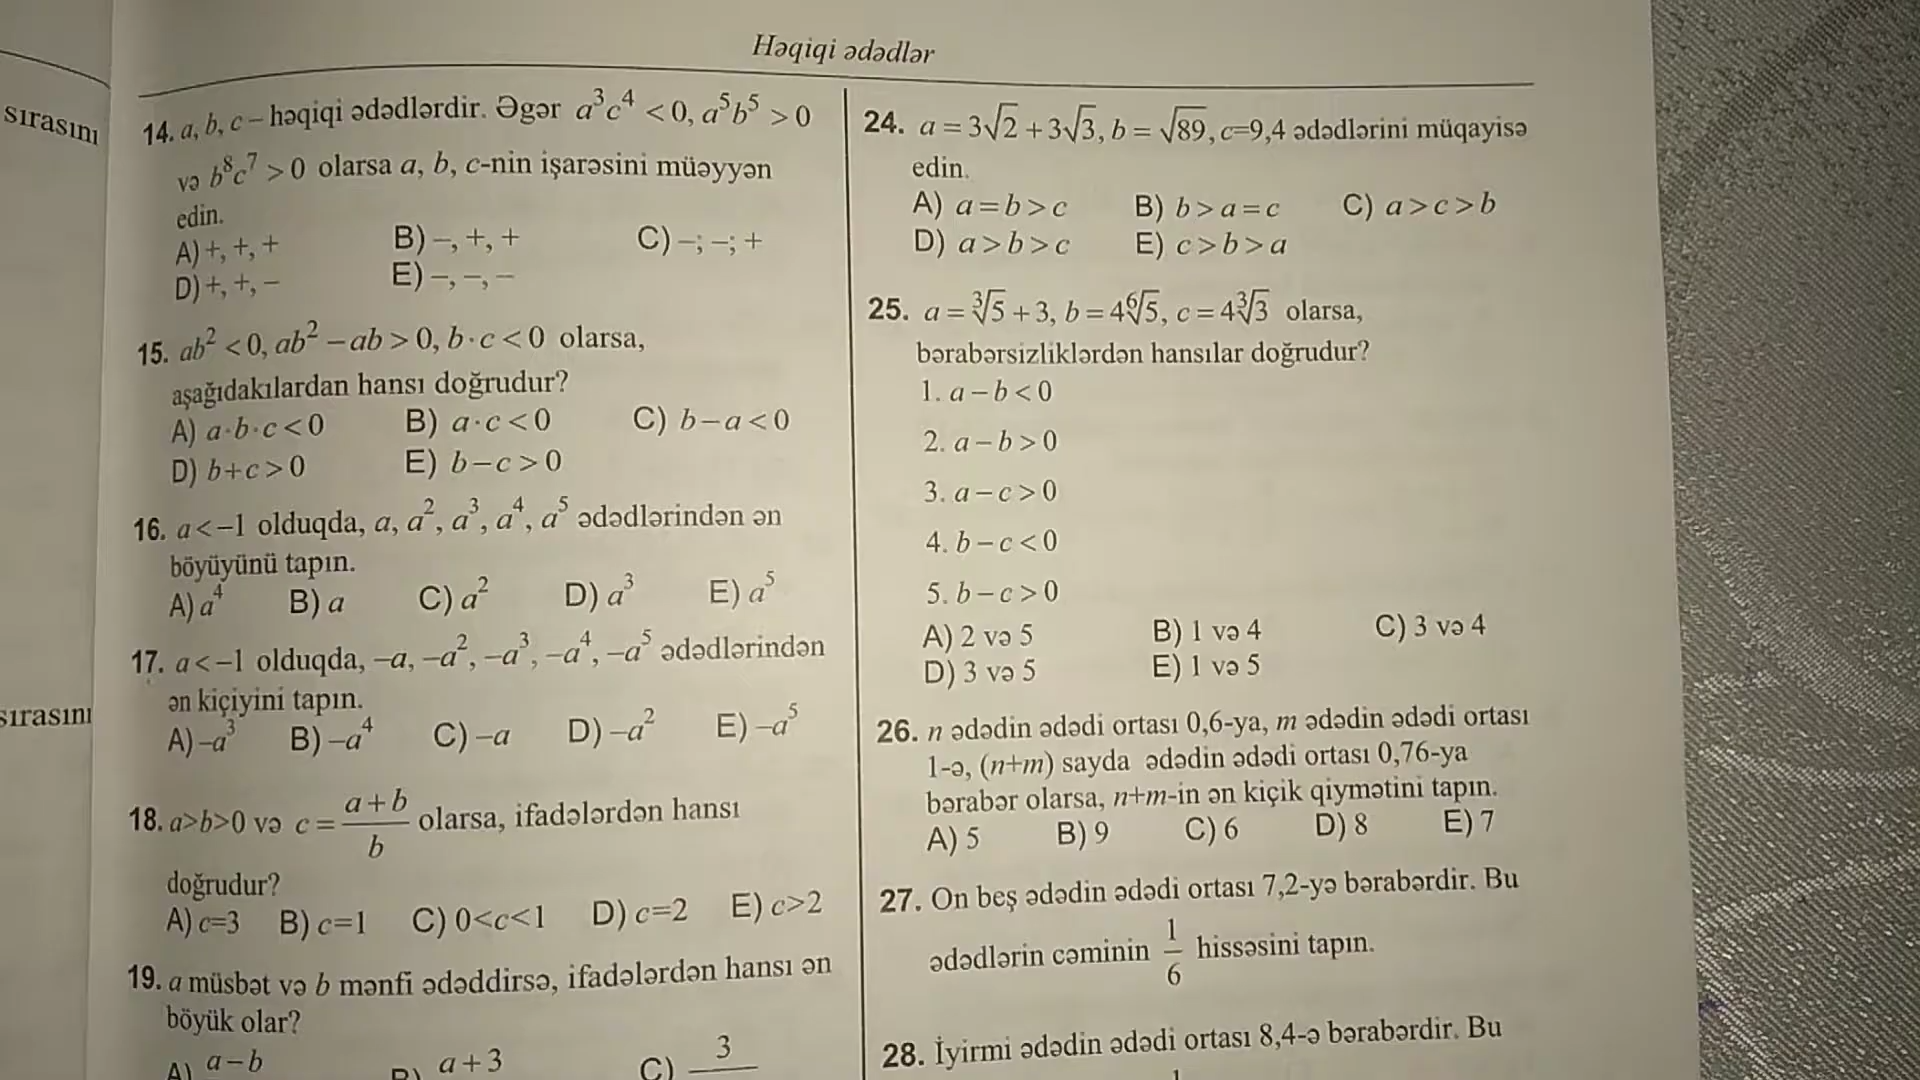 Həqiqi ədədlər
sırasını
sırasını
14. a, b, c – həqiqi ədədlərdir. Əgər a³c⁴ < 0, a⁵b⁵ > 0
və b⁸c⁷ > 0 olarsa a, b, c-nin işarəsini müəyyən
edin.
A) +, +, + B) –, +, + C) –; –; +
D) +, +, – E) –, –, –
15. ab² < 0, ab² – ab > 0, b · c < 0 olarsa,
aşağıdakılardan hansı doğrudur?
A) a · b · c < 0 B) a · c < 0 C) b – a < 0
D) b + c > 0 E) b – c > 0
16. a < –1 olduqda, a, a², a³, a⁴, a⁵ ədədlərindən ən
böyüyünü tapın.
A) a⁴ B) a C) a² D) a³ E) a⁵
17. a < –1 olduqda, –a, –a², –a³, –a⁴, –a⁵ ədədlərindən
ən kiçiyini tapın.
A) –a³ B) –a⁴ C) –a D) –a² E) –a⁵
18. a>b>0 və c = (a + b)/b olarsa, ifadələrdən hansı
doğrudur?
A) c=3 B) c=1 C) 0<c<1 D) c=2 E) c>2
19. a müsbət və b mənfi ədəddirsə, ifadələrdən hansı ən
böyük olar?
A) a – b B) a + 3 C) 3
24. a = 3√2 + 3√3, b = √89, c=9,4 ədədlərini müqayisə
edin.
A) a = b > c B) b > a = c C) a > c > b
D) a > b > c E) c > b > a
25. a = ∛5 + 3, b = 4⁶√5, c = 4∛3 olarsa,
bərabərsizliklərdən hansılar doğrudur?
1. a – b < 0
2. a – b > 0
3. a – c > 0
4. b – c < 0
5. b – c > 0
A) 2 və 5 B) 1 və 4 C) 3 və 4
D) 3 və 5 E) 1 və 5
26. n ədədin ədədi ortası 0,6-ya, m ədədin ədədi ortası
1-ə, (n+m) sayda ədədin ədədi ortası 0,76-ya
bərabər olarsa, n+m-in ən kiçik qiymətini tapın.
A) 5 B) 9 C) 6 D) 8 E) 7
27. On beş ədədin ədədi ortası 7,2-yə bərabərdir. Bu
ədədlərin cəminin 1/6 hissəsini tapın.
28. İyirmi ədədin ədədi ortası 8,4-ə bərabərdir. Bu